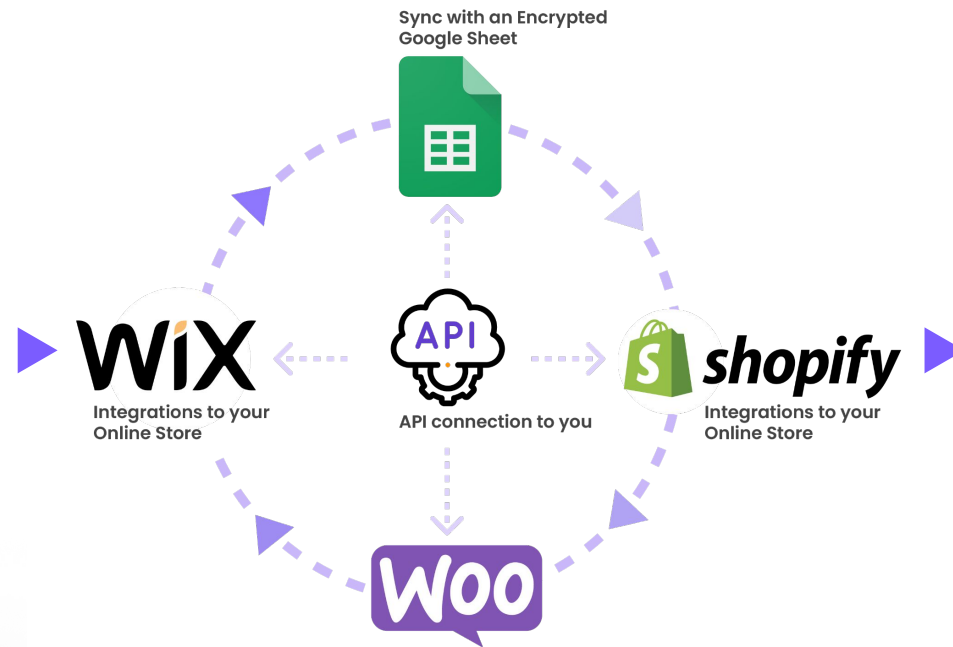 Sync with an Encrypted
Google Sheet
WiX
Integrations to your
Online Store
API
API connection to you
S shopify
Integrations to your
Online Store
Woo